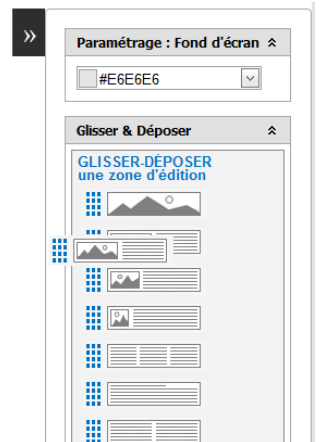 »
Paramétrage : Fond d'écran
#E6E6E6
Glisser & Déposer
GLISSER-DÉPOSER
une zone d'édition